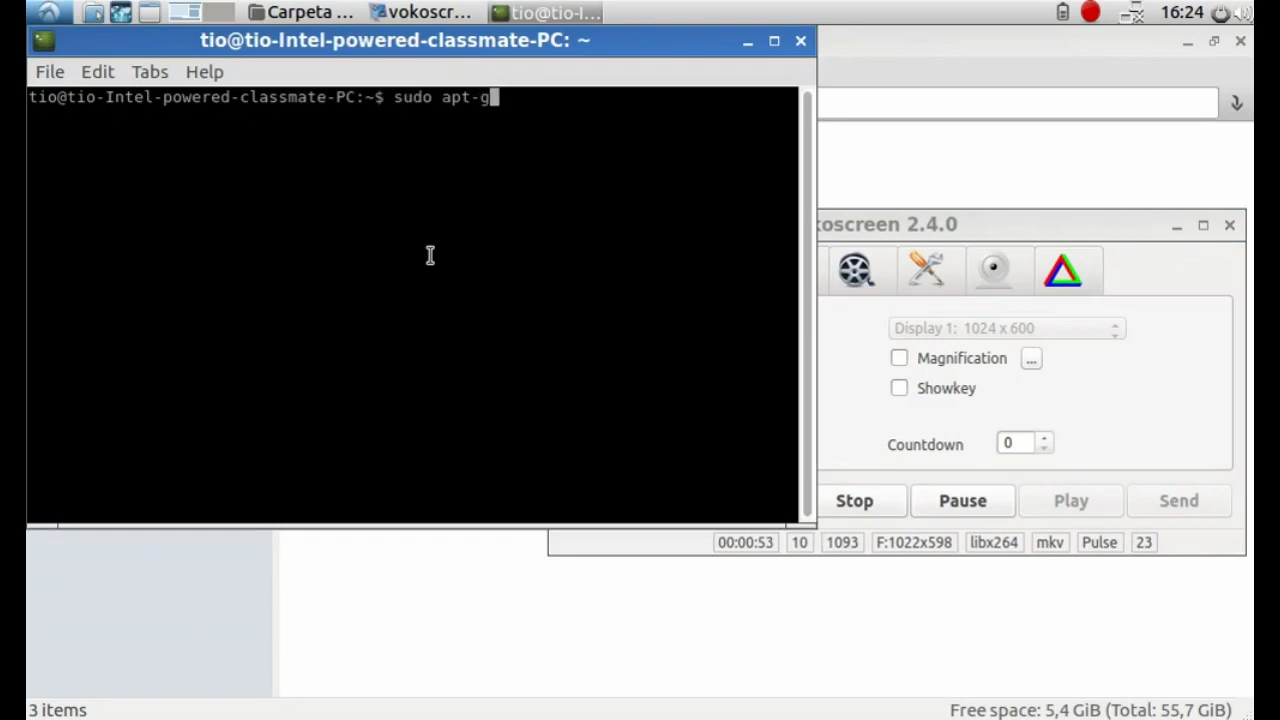 Carpeta ...
vokoscr...
tio@tio-I...
16:24
tio@tio-Intel-powered-classmate-PC: ~
File Edit Tabs Help
tio@tio-Intel-powered-classmate-PC:~$ sudo apt-g
koscreen 2.4.0
Display 1: 1024 x 600
Magnification ...
Showkey
Countdown 0
Stop Pause Play Send
00:00:53 10 1093 F:1022x598 libx264 mkv Pulse 23
3 items
Free space: 5,4 GiB (Total: 55,7 GiB)